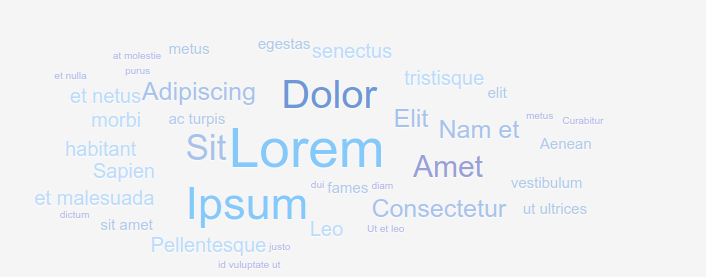 egestas
senectus
metus
at molestie
purus
et nulla
tristisque
elit
et netus
Adipiscing
Dolor
morbi
ac turpis
Elit
Nam et
metus
Curabitur
habitant
Sit
Lorem
Aenean
Sapien
Amet
et malesuada
Ipsum
dui
fames
diam
vestibulum
dictum
sit amet
Leo
Consectetur
ut ultrices
Ut et leo
Pellentesque
justo
id vuluptate ut